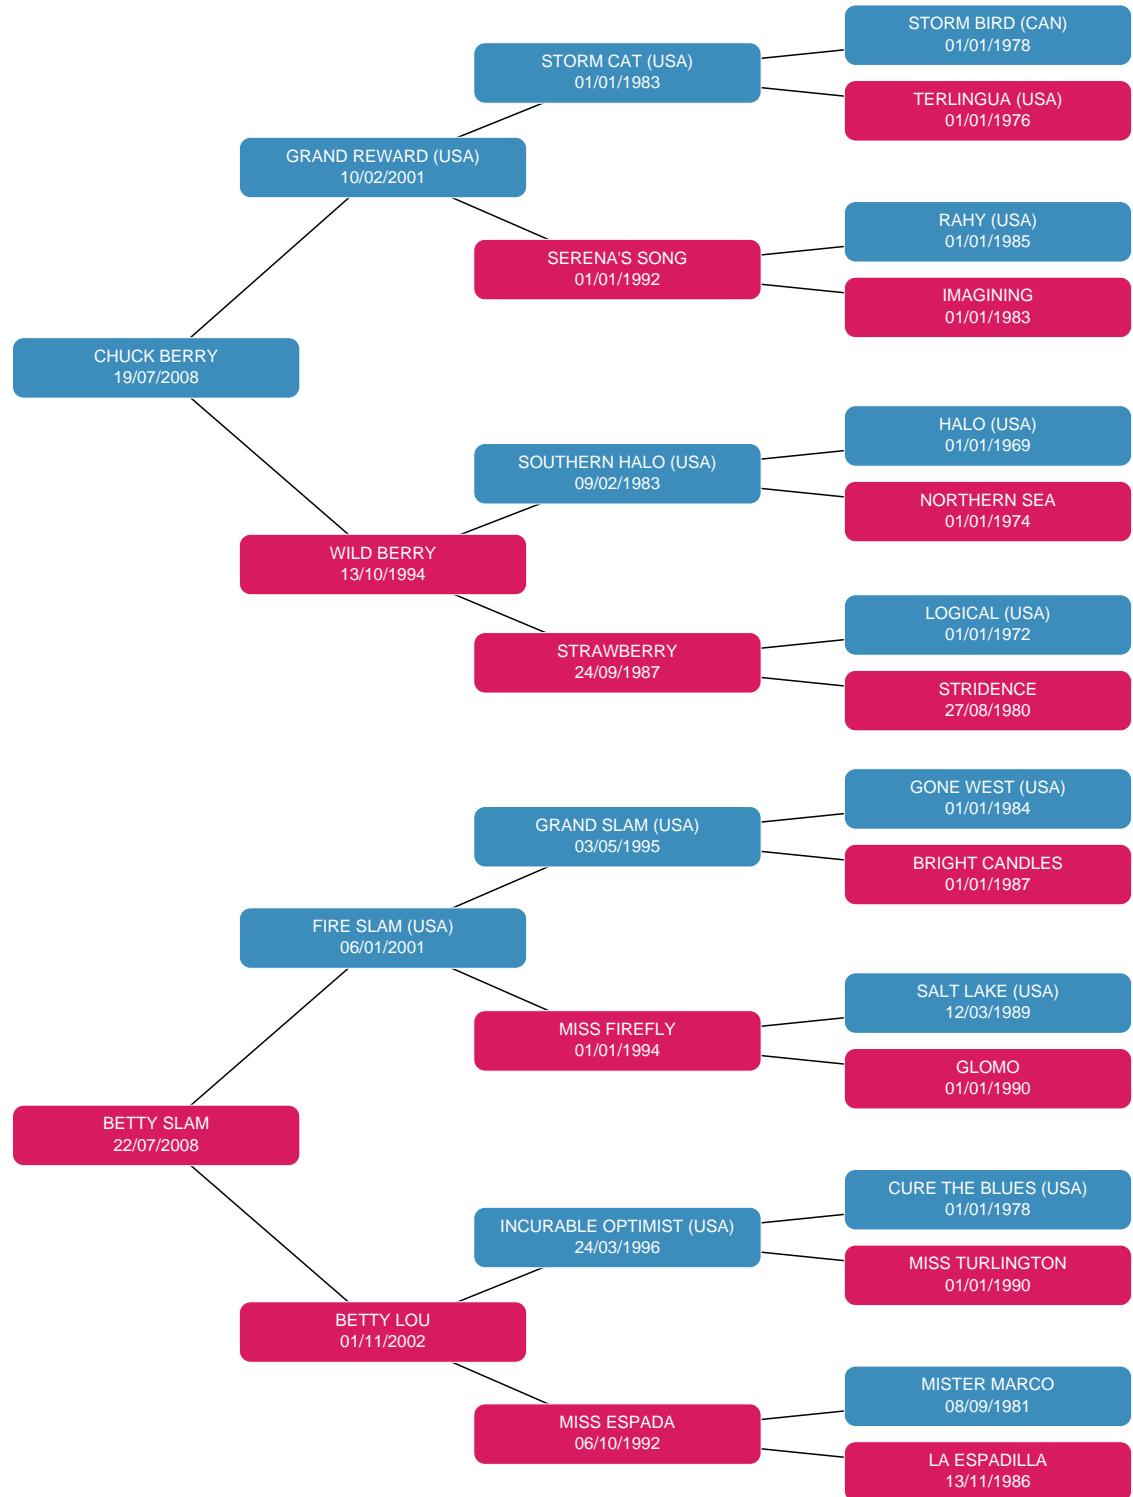 STORM BIRD (CAN)
01/01/1978
STORM CAT (USA)
01/01/1983
TERLINGUA (USA)
01/01/1976
GRAND REWARD (USA)
10/02/2001
RAHY (USA)
01/01/1985
SERENA'S SONG
01/01/1992
IMAGINING
01/01/1983
CHUCK BERRY
19/07/2008
HALO (USA)
01/01/1969
SOUTHERN HALO (USA)
09/02/1983
NORTHERN SEA
01/01/1974
WILD BERRY
13/10/1994
LOGICAL (USA)
01/01/1972
STRAWBERRY
24/09/1987
STRIDENCE
27/08/1980
GONE WEST (USA)
01/01/1984
GRAND SLAM (USA)
03/05/1995
BRIGHT CANDLES
01/01/1987
FIRE SLAM (USA)
06/01/2001
SALT LAKE (USA)
12/03/1989
MISS FIREFLY
01/01/1994
GLOMO
01/01/1990
BETTY SLAM
22/07/2008
CURE THE BLUES (USA)
01/01/1978
INCURABLE OPTIMIST (USA)
24/03/1996
MISS TURLINGTON
01/01/1990
BETTY LOU
01/11/2002
MISTER MARCO
08/09/1981
MISS ESPADA
06/10/1992
LA ESPADILLA
13/11/1986